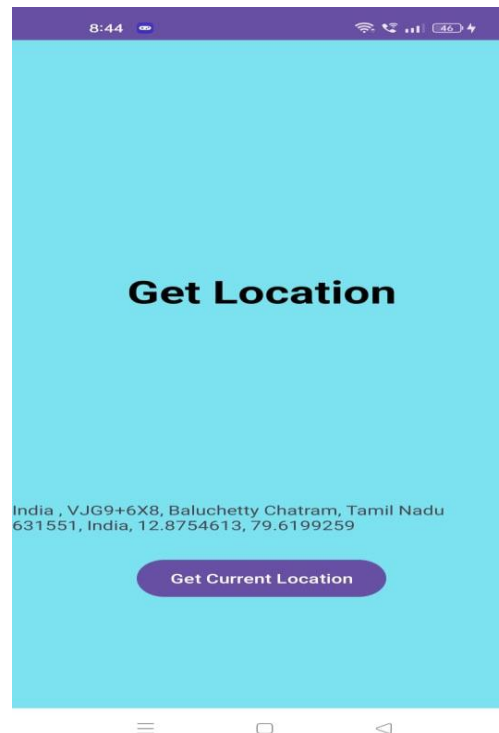 8:44
46
Get Location
India , VJG9+6X8, Baluchetty Chatram, Tamil Nadu
631551, India, 12.8754613, 79.6199259
Get Current Location